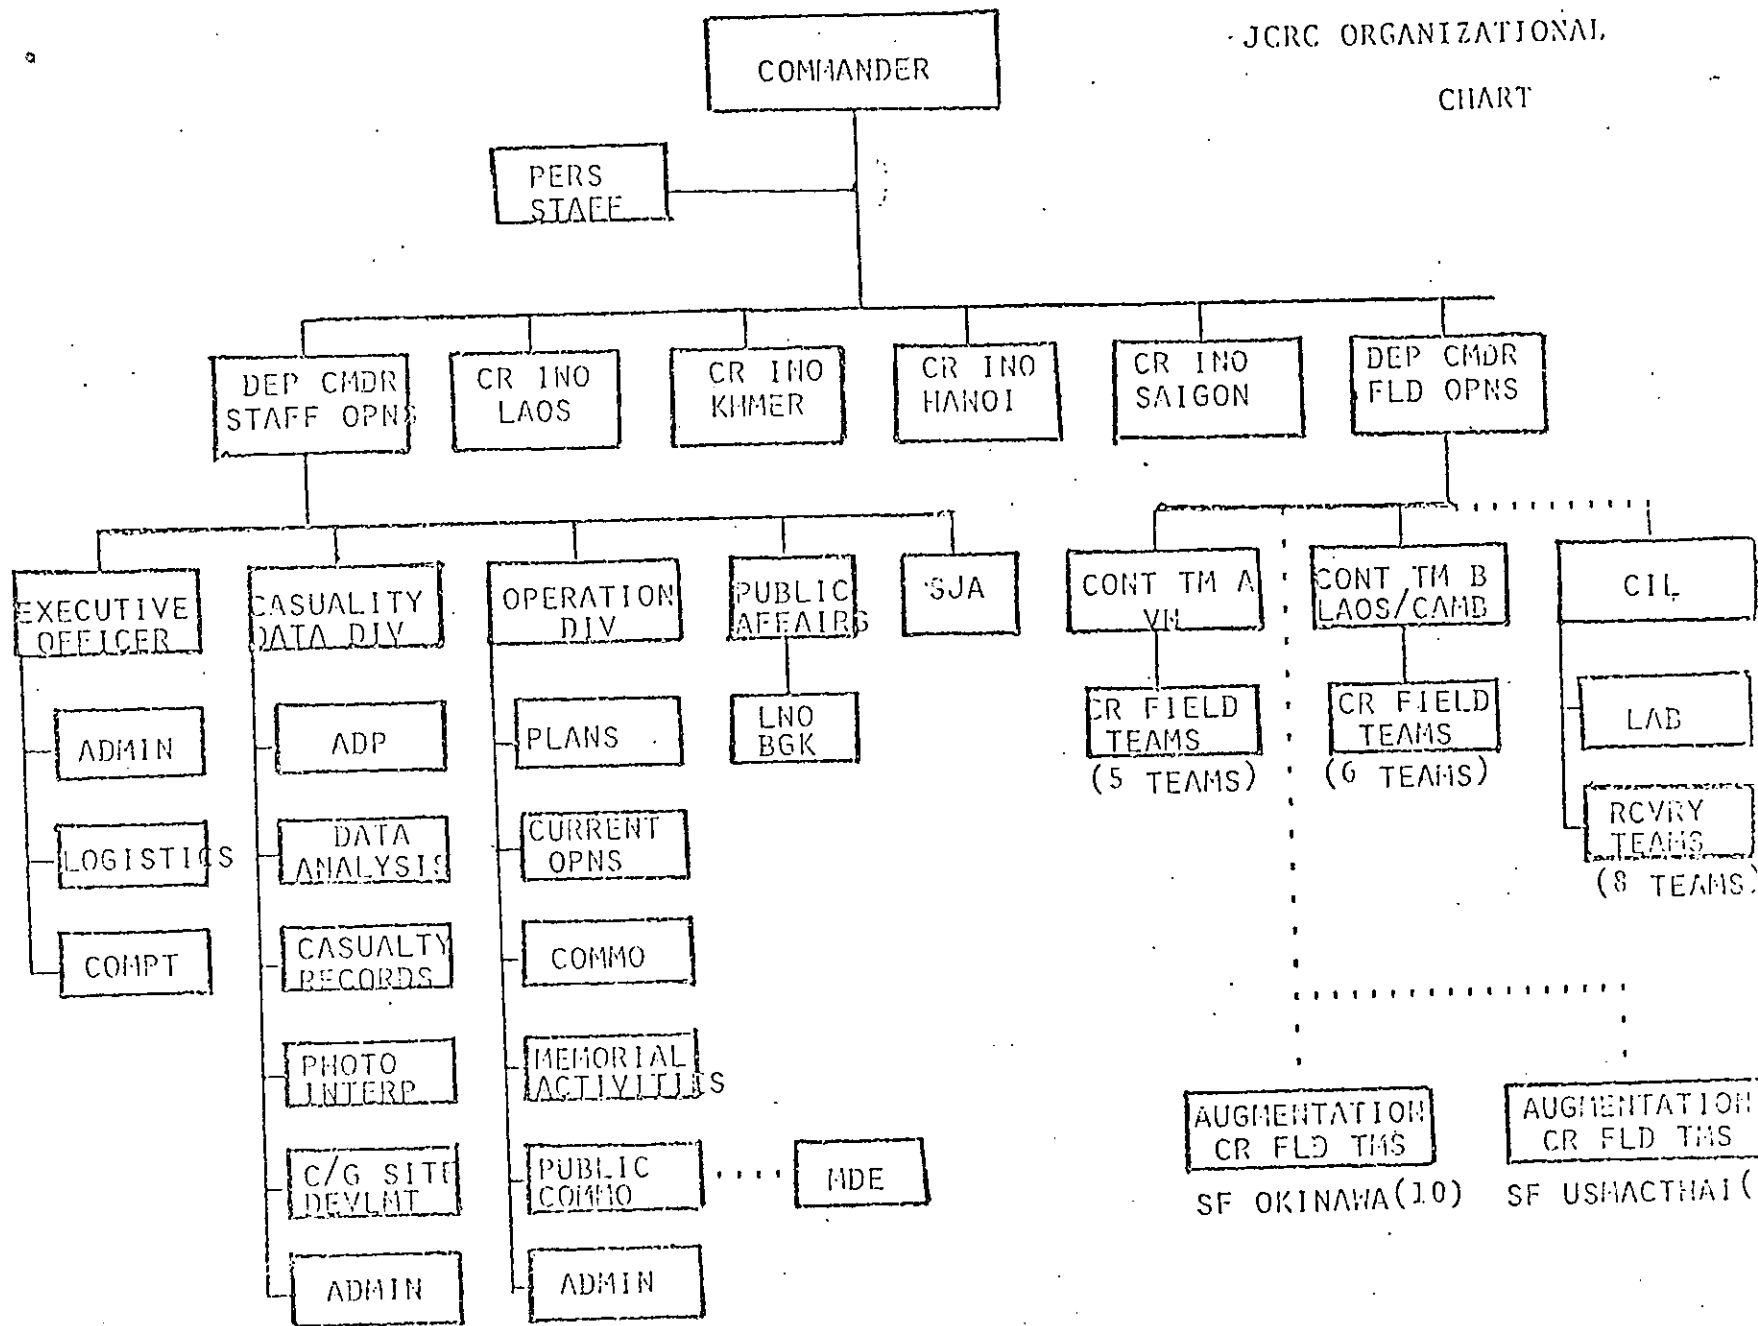 JCRC ORGANIZATIONAL
CHART
COMMANDER
PERS
STAFF
DEP CMDR
STAFF OPNS
CR INO
LAOS
CR INO
KHMER
CR INO
HANOI
CR INO
SAIGON
DEP CMDR
FLD OPNS
EXECUTIVE
OFFICER
CASUALITY
DATA DIV
OPERATION
DIV
PUBLIC
AFFAIRS
SJA
CONT TM A
VN
CONT TM B
LAOS/CAMB
CIL
ADMIN
LOGISTICS
COMPT
ADP
DATA
ANALYSIS
CASUALTY
RECORDS
PHOTO
INTERP
C/G SITE
DEVLMT
ADMIN
PLANS
CURRENT
OPNS
COMMO
MEMORIAL
ACTIVITIES
PUBLIC
COMMO
MDE
ADMIN
LNO
BGK
CR FIELD
TEAMS
(5 TEAMS)
CR FIELD
TEAMS
(6 TEAMS)
LAB
RCVRY
TEAMS
(8 TEAMS)
AUGMENTATION
CR FLD TMS
SF OKINAWA(10)
AUGMENTATION
CR FLD TMS
SF USMACTHAI(